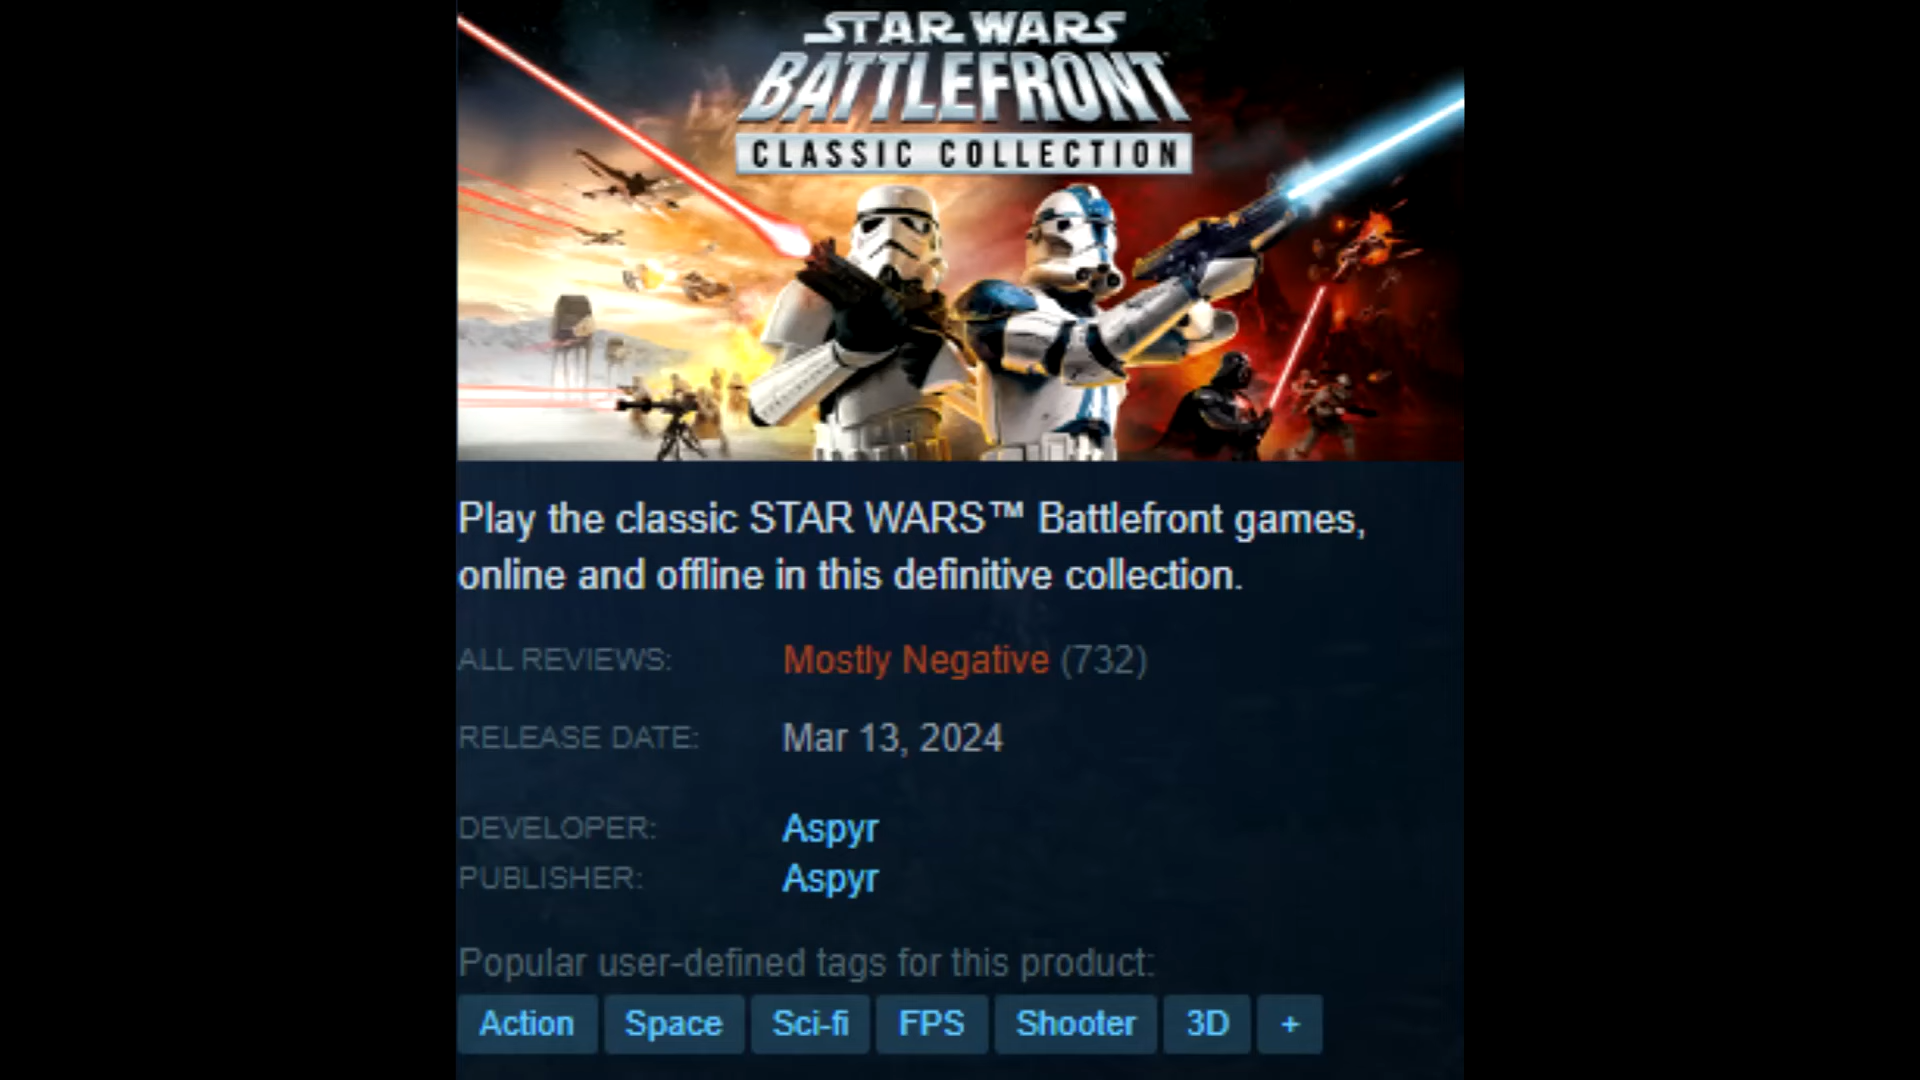 STAR WARS
BATTLEFRONT
CLASSIC COLLECTION
Play the classic STAR WARS™ Battlefront games,
online and offline in this definitive collection.
ALL REVIEWS: Mostly Negative (732)
RELEASE DATE: Mar 13, 2024
DEVELOPER: Aspyr
PUBLISHER: Aspyr
Popular user-defined tags for this product:
Action Space Sci-fi FPS Shooter 3D +